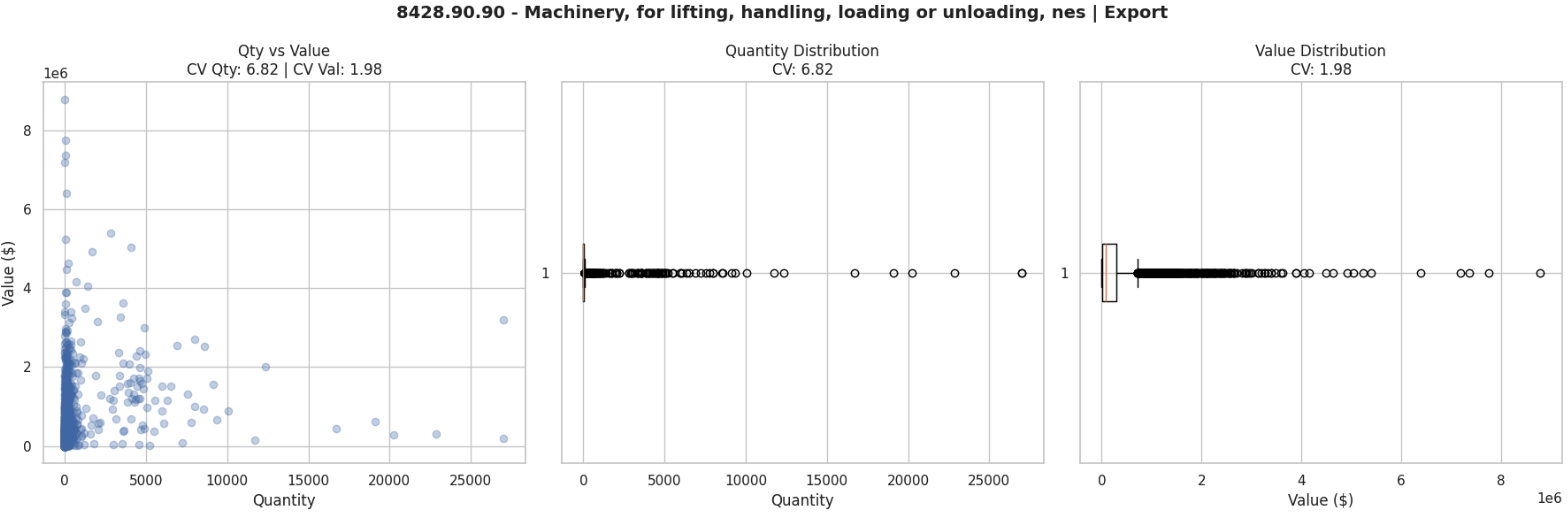 8428.90.90 - Machinery, for lifting, handling, loading or unloading, nes | Export
Qty vs Value
CV Qty: 6.82 | CV Val: 1.98
1e6
8
6
4
2
0
Value ($)
0 5000 10000 15000 20000 25000
Quantity
Quantity Distribution
CV: 6.82
1
0 5000 10000 15000 20000 25000
Quantity
Value Distribution
CV: 1.98
1
0 2 4 6 8
Value ($)
1e6